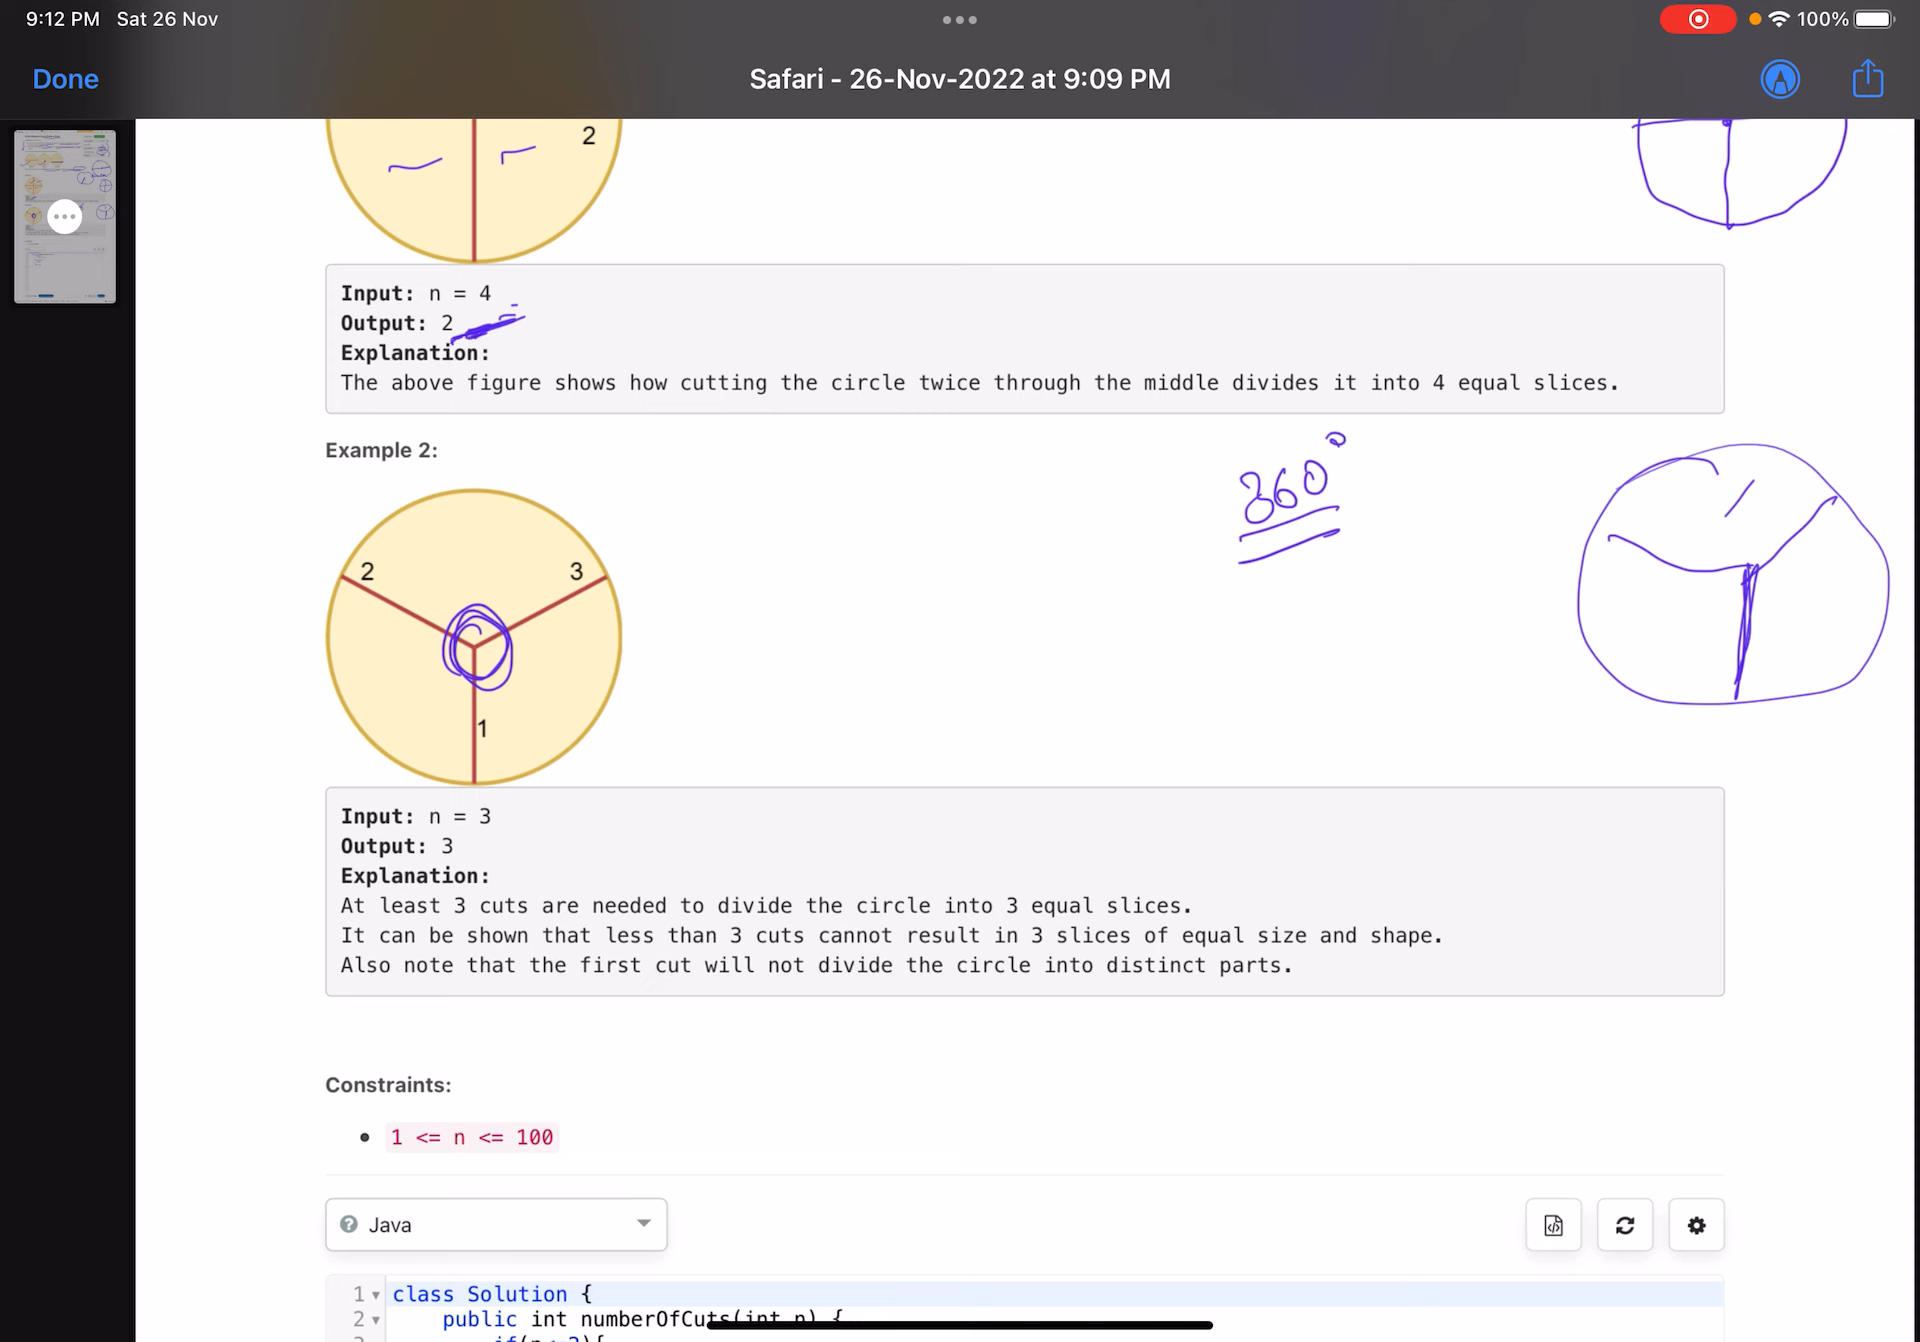 9:12 PM Sat 26 Nov
100%
Done
Safari - 26-Nov-2022 at 9:09 PM
2
Input: n = 4
Output: 2
Explanation:
The above figure shows how cutting the circle twice through the middle divides it into 4 equal slices.
Example 2:
360°
2
3
1
Input: n = 3
Output: 3
Explanation:
At least 3 cuts are needed to divide the circle into 3 equal slices.
It can be shown that less than 3 cuts cannot result in 3 slices of equal size and shape.
Also note that the first cut will not divide the circle into distinct parts.
Constraints:
1 <= n <= 100
Java
1 class Solution {
2 public int numberOfCuts(int n) {